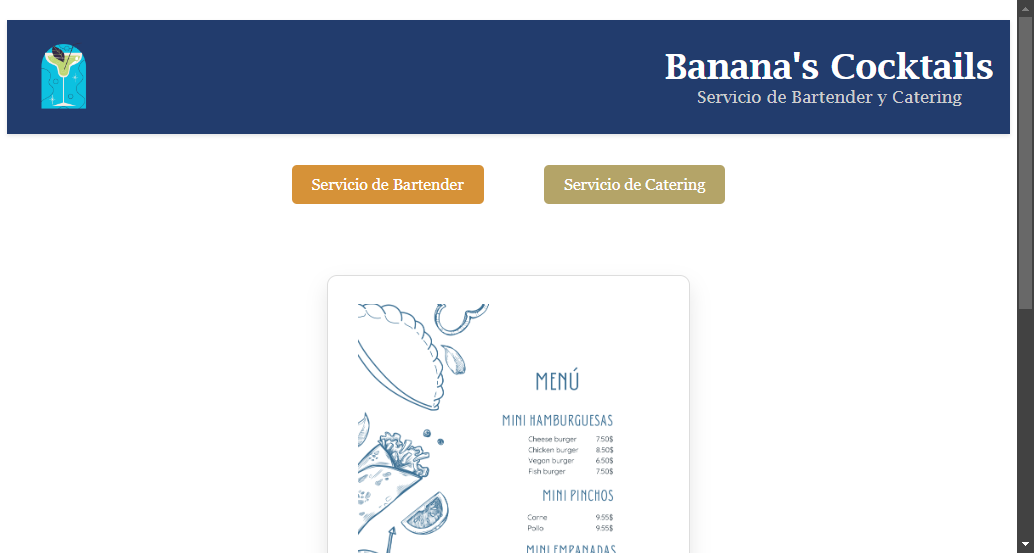 Banana's Cocktails
Servicio de Bartender y Catering
Servicio de Bartender
Servicio de Catering
MENÚ
MINI HAMBURGUESAS
Cheese burger 7.50$
Chicken burger 8.50$
Vegan burger 6.50$
Fish burger 7.50$
MINI PINCHOS
Carne 9.55$
Pollo 9.55$
MINI EMPANADAS